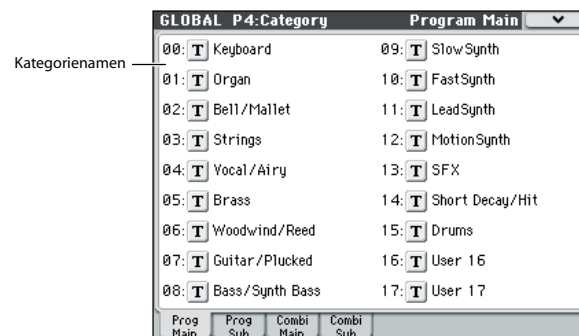 GLOBAL P4:Category Program Main
Kategorienamen
00: T Keyboard
01: T Organ
02: T Bell/Mallet
03: T Strings
04: T Vocal/Airy
05: T Brass
06: T Woodwind/Reed
07: T Guitar/Plucked
08: T Bass/Synth Bass
09: T SlowSynth
10: T FastSynth
11: T LeadSynth
12: T MotionSynth
13: T SFX
14: T Short Decay/Hit
15: T Drums
16: T User 16
17: T User 17
Prog Main
Prog Sub
Combi Main
Combi Sub